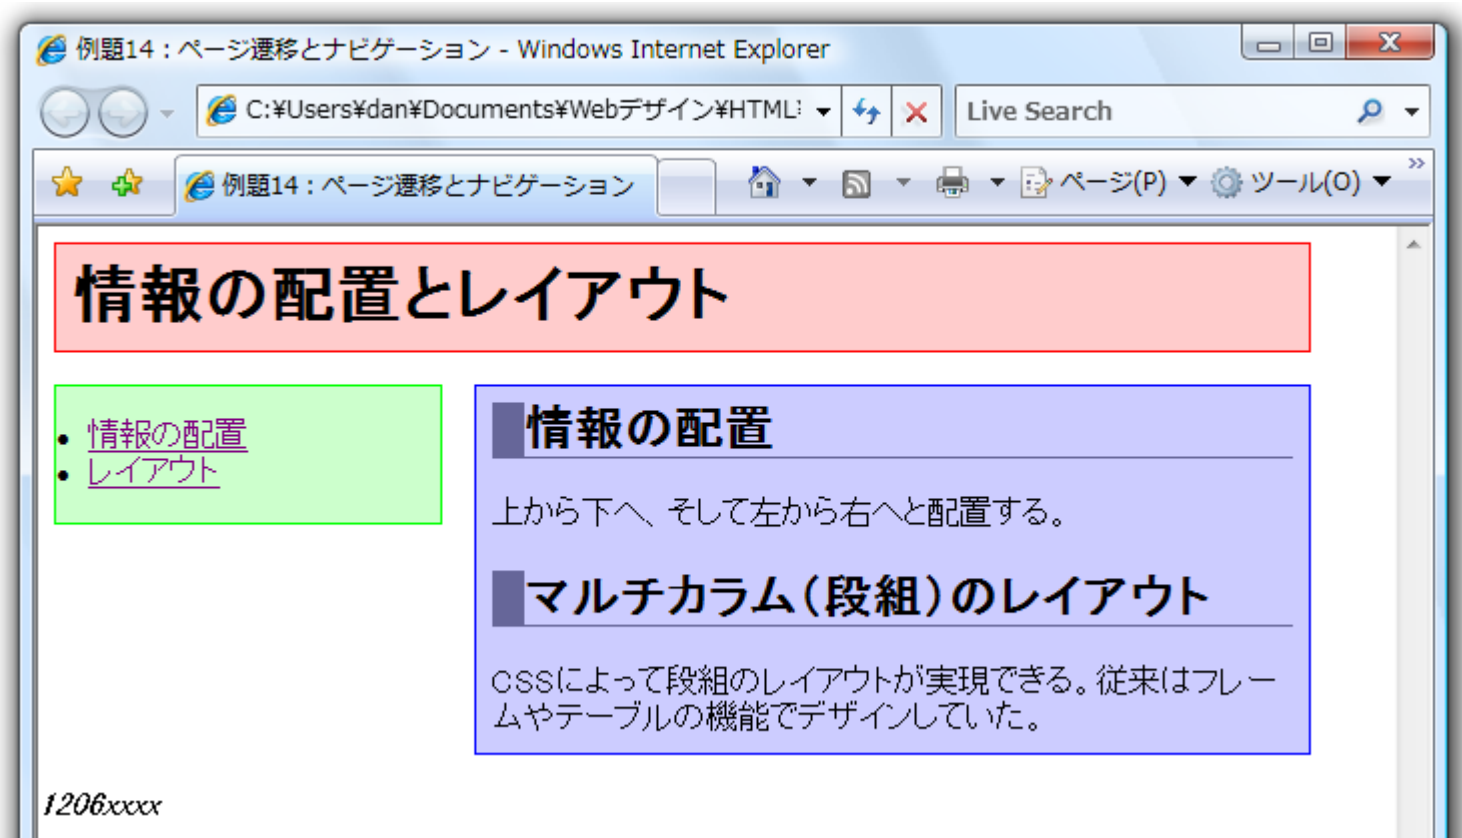 例題14：ページ遷移とナビゲーション - Windows Internet Explorer
C:¥Users¥dan¥Documents¥Webデザイン¥HTML
Live Search
例題14：ページ遷移とナビゲーション
ページ(P)
ツール(O)
情報の配置とレイアウト
情報の配置
レイアウト
情報の配置
上から下へ、そして左から右へと配置する。
マルチカラム（段組）のレイアウト
CSSによって段組のレイアウトが実現できる。従来はフレー
ムやテーブルの機能でデザインしていた。
1206xxxx